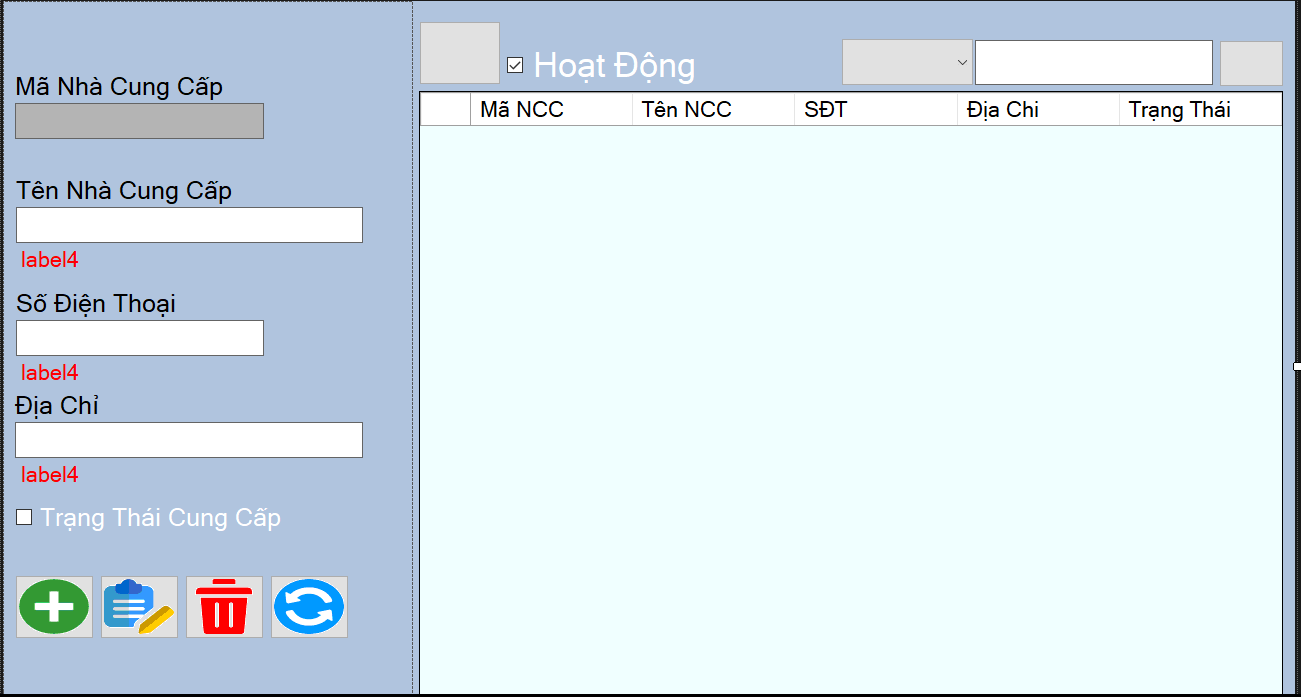 Mã Nhà Cung Cấp
Tên Nhà Cung Cấp
label4
Số Điện Thoại
label4
Địa Chỉ
label4
Trạng Thái Cung Cấp
Hoạt Động
Mã NCC Tên NCC SĐT Địa Chi Trạng Thái